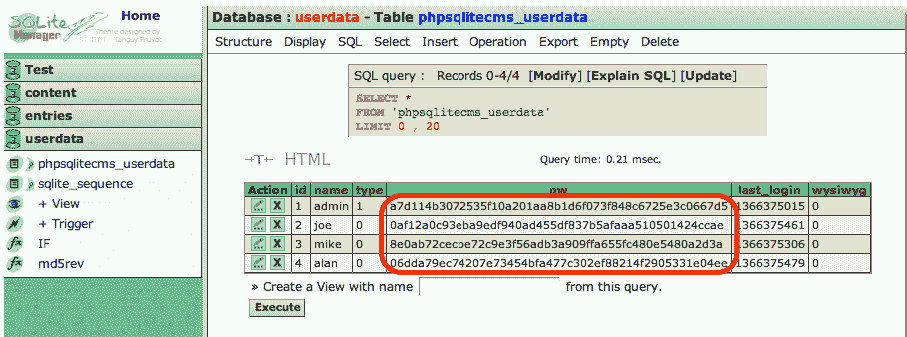 SQLite Manager
Theme designed by
Tanguy Pruvot
Home
Test
content
entries
userdata
phpsqlitecms_userdata
sqlite_sequence
+ View
+ Trigger
IF
md5rev
Database : userdata - Table phpsqlitecms_userdata
Structure Display SQL Select Insert Operation Export Empty Delete
SQL query : Records 0-4/4 [Modify] [Explain SQL] [Update]
SELECT *
FROM 'phpsqlitecms_userdata'
LIMIT 0 , 20
→T← HTML Query time: 0.21 msec.
Action id name type pw last_login wysiwyg
1 admin 1 a7d114b3072535f10a201aa8b1d6f073f848c6725e3c0667d5 1366375015 0
2 joe 0 0af12a0c93eba9edf940ad455df837b5afaaa510501424ccae 1366375461 0
3 mike 0 8e0ab72cecbe72c9e3f56adb3a909ffa655fc480e5480a2d3a 1366375306 0
4 alan 0 06dda79ec74207e73454bfa477c302ef88214f2905331e04ee 1366375479 0
» Create a View with name from this query.
Execute